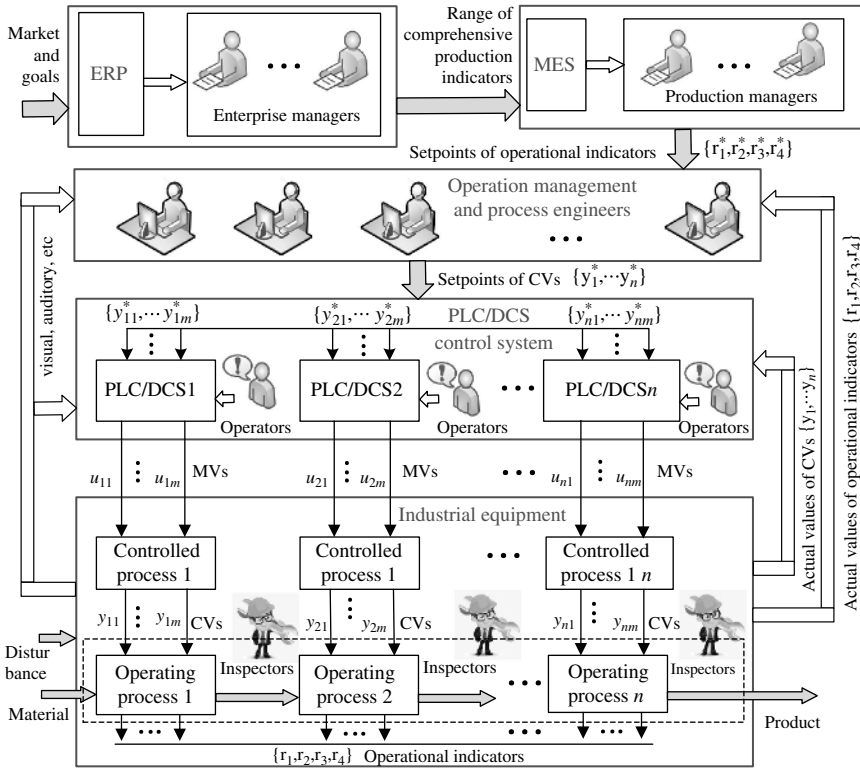 Market and goals
ERP
Enterprise managers
Range of comprehensive production indicators
MES
Production managers
Setpoints of operational indicators
{r₁*,r₂*,r₃*,r₄*}
Operation management and process engineers
Setpoints of CVs {y₁*,···yₙ*}
visual, auditory, etc
{y₁₁*,··· y₁ₘ*}
{y₂₁*,··· y₂ₘ*}
{yₙ₁*,··· yₙₘ*}
PLC/DCS control system
PLC/DCS1
Operators
PLC/DCS2
Operators
PLC/DCSn
Operators
u₁₁
u₁ₘ
MVs
u₂₁
u₂ₘ
MVs
uₙ₁
uₙₘ
MVs
Actual values of CVs {y₁,···yₙ}
Actual values of operational indicators {r₁,r₂,r₃,r₄}
Industrial equipment
Controlled process 1
Controlled process 1
Controlled process 1 n
y₁₁
y₁ₘ
CVs
y₂₁
y₂ₘ
CVs
yₙ₁
yₙₘ
CVs
Distur bance
Material
Operating process 1
Inspectors
Operating process 2
Inspectors
Operating process n
Inspectors
Product
{r₁,r₂,r₃,r₄} Operational indicators